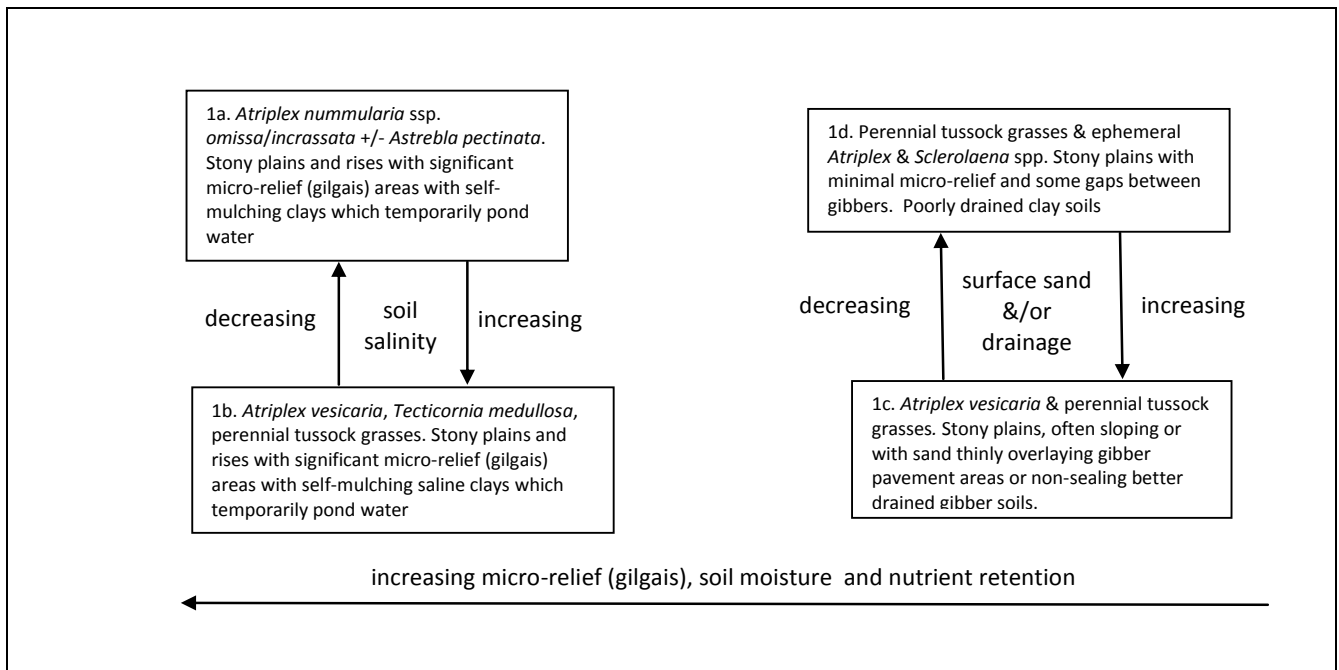 1a. Atriplex nummularia ssp.
omissa/incrassata +/- Astrebla pectinata.
Stony plains and rises with significant
micro-relief (gilgais) areas with self-
mulching clays which temporarily pond
water
1d. Perennial tussock grasses & ephemeral
Atriplex & Sclerolaena spp. Stony plains with
minimal micro-relief and some gaps between
gibbers.  Poorly drained clay soils
decreasing
soil
salinity
increasing
decreasing
surface sand
&/or
drainage
increasing
1b. Atriplex vesicaria, Tecticornia medullosa,
perennial tussock grasses. Stony plains and
rises with significant micro-relief (gilgais)
areas with self-mulching saline clays which
temporarily pond water
1c. Atriplex vesicaria & perennial tussock
grasses. Stony plains, often sloping or
with sand thinly overlaying gibber
pavement areas or non-sealing better
drained gibber soils.
increasing micro-relief (gilgais), soil moisture  and nutrient retention